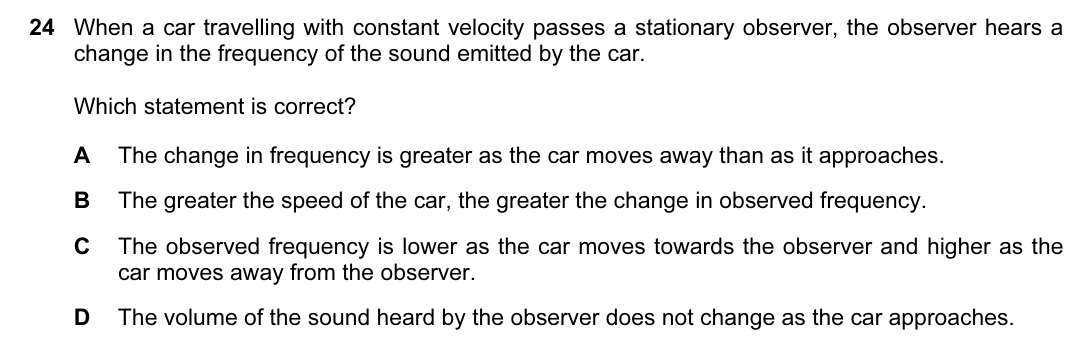 24 When a car travelling with constant velocity passes a stationary observer, the observer hears a
change in the frequency of the sound emitted by the car.
Which statement is correct?
A The change in frequency is greater as the car moves away than as it approaches.
B The greater the speed of the car, the greater the change in observed frequency.
C The observed frequency is lower as the car moves towards the observer and higher as the
car moves away from the observer.
D The volume of the sound heard by the observer does not change as the car approaches.